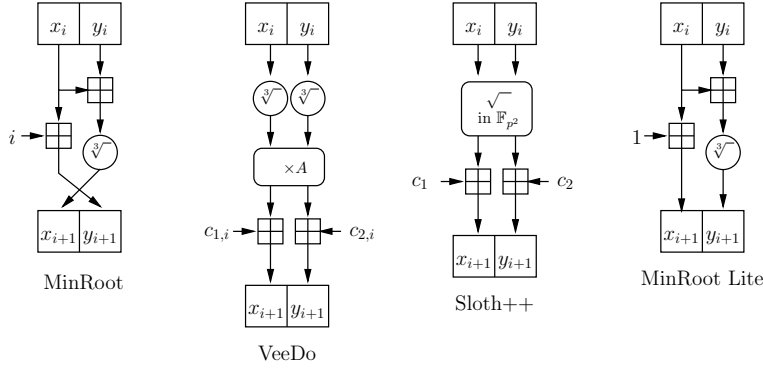 x_i y_i
i
∛
x_{i+1} y_{i+1}
MinRoot
x_i y_i
∛ ∛
×A
c_{1,i} c_{2,i}
x_{i+1} y_{i+1}
VeeDo
x_i y_i
√
in 𝔽_{p^2}
c_1 c_2
x_{i+1} y_{i+1}
Sloth++
x_i y_i
1
∛
x_{i+1} y_{i+1}
MinRoot Lite